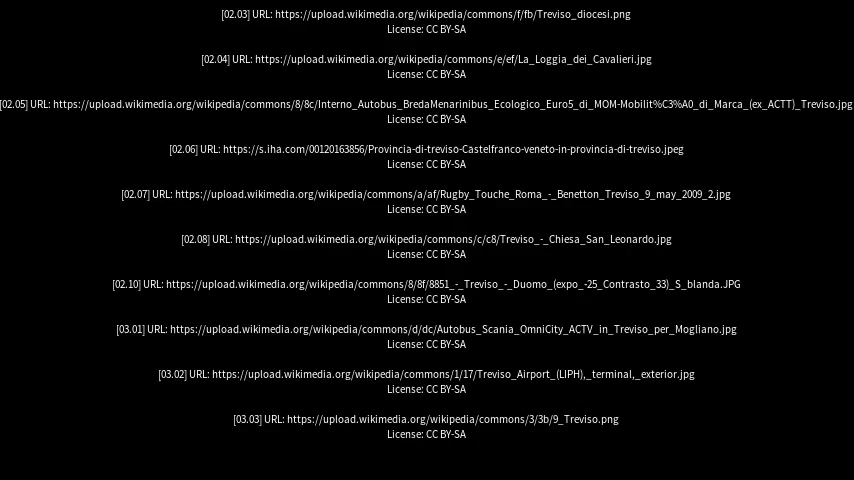 [02.03] URL: https://upload.wikimedia.org/wikipedia/commons/f/fb/Treviso_diocesi.png
License: CC BY-SA
[02.04] URL: https://upload.wikimedia.org/wikipedia/commons/e/ef/La_Loggia_dei_Cavalieri.jpg
License: CC BY-SA
[02.05] URL: https://upload.wikimedia.org/wikipedia/commons/8/8c/Interno_Autobus_BredaMenarinibus_Ecologico_Euro5_di_MOM-Mobilit%C3%A0_di_Marca_(ex_ACTT)_Treviso.jpg
License: CC BY-SA
[02.06] URL: https://s.iha.com/00120163856/Provincia-di-treviso-Castelfranco-veneto-in-provincia-di-treviso.jpeg
License: CC BY-SA
[02.07] URL: https://upload.wikimedia.org/wikipedia/commons/a/af/Rugby_Touche_Roma_-_Benetton_Treviso_9_may_2009_2.jpg
License: CC BY-SA
[02.08] URL: https://upload.wikimedia.org/wikipedia/commons/c/c8/Treviso_-_Chiesa_San_Leonardo.jpg
License: CC BY-SA
[02.10] URL: https://upload.wikimedia.org/wikipedia/commons/8/8f/8851_-_Treviso_-_Duomo_(expo_-25_Contrasto_33)_S_blanda.JPG
License: CC BY-SA
[03.01] URL: https://upload.wikimedia.org/wikipedia/commons/d/dc/Autobus_Scania_OmniCity_ACTV_in_Treviso_per_Mogliano.jpg
License: CC BY-SA
[03.02] URL: https://upload.wikimedia.org/wikipedia/commons/1/17/Treviso_Airport_(LIPH),_terminal,_exterior.jpg
License: CC BY-SA
[03.03] URL: https://upload.wikimedia.org/wikipedia/commons/3/3b/9_Treviso.png
License: CC BY-SA